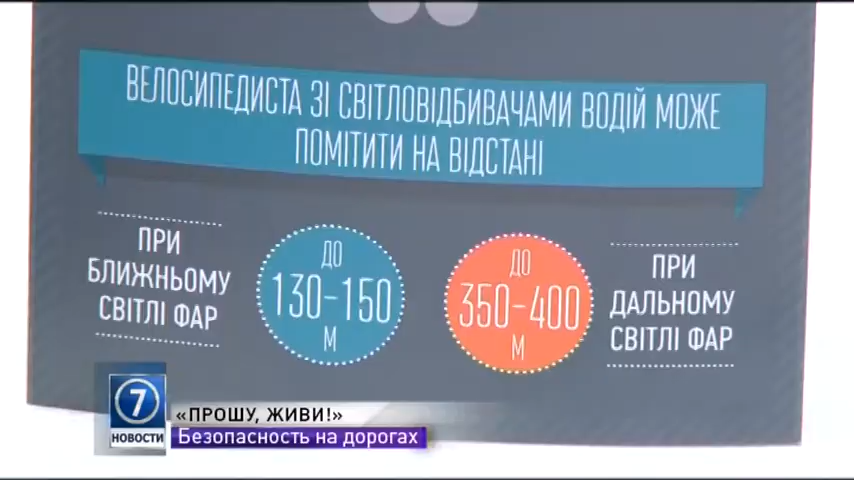 ВЕЛОСИПЕДИСТА ЗІ СВІТЛОВІДБИВАЧАМИ ВОДІЙ МОЖЕ
ПОМІТИТИ НА ВІДСТАНІ
ПРИ
БЛИЖНЬОМУ
СВІТЛІ ФАР
ДО
130-150
М
ДО
350-400
М
ПРИ
ДАЛЬНОМУ
СВІТЛІ ФАР
7
НОВОСТИ
«ПРОШУ, ЖИВИ!»
Безопасность на дорогах